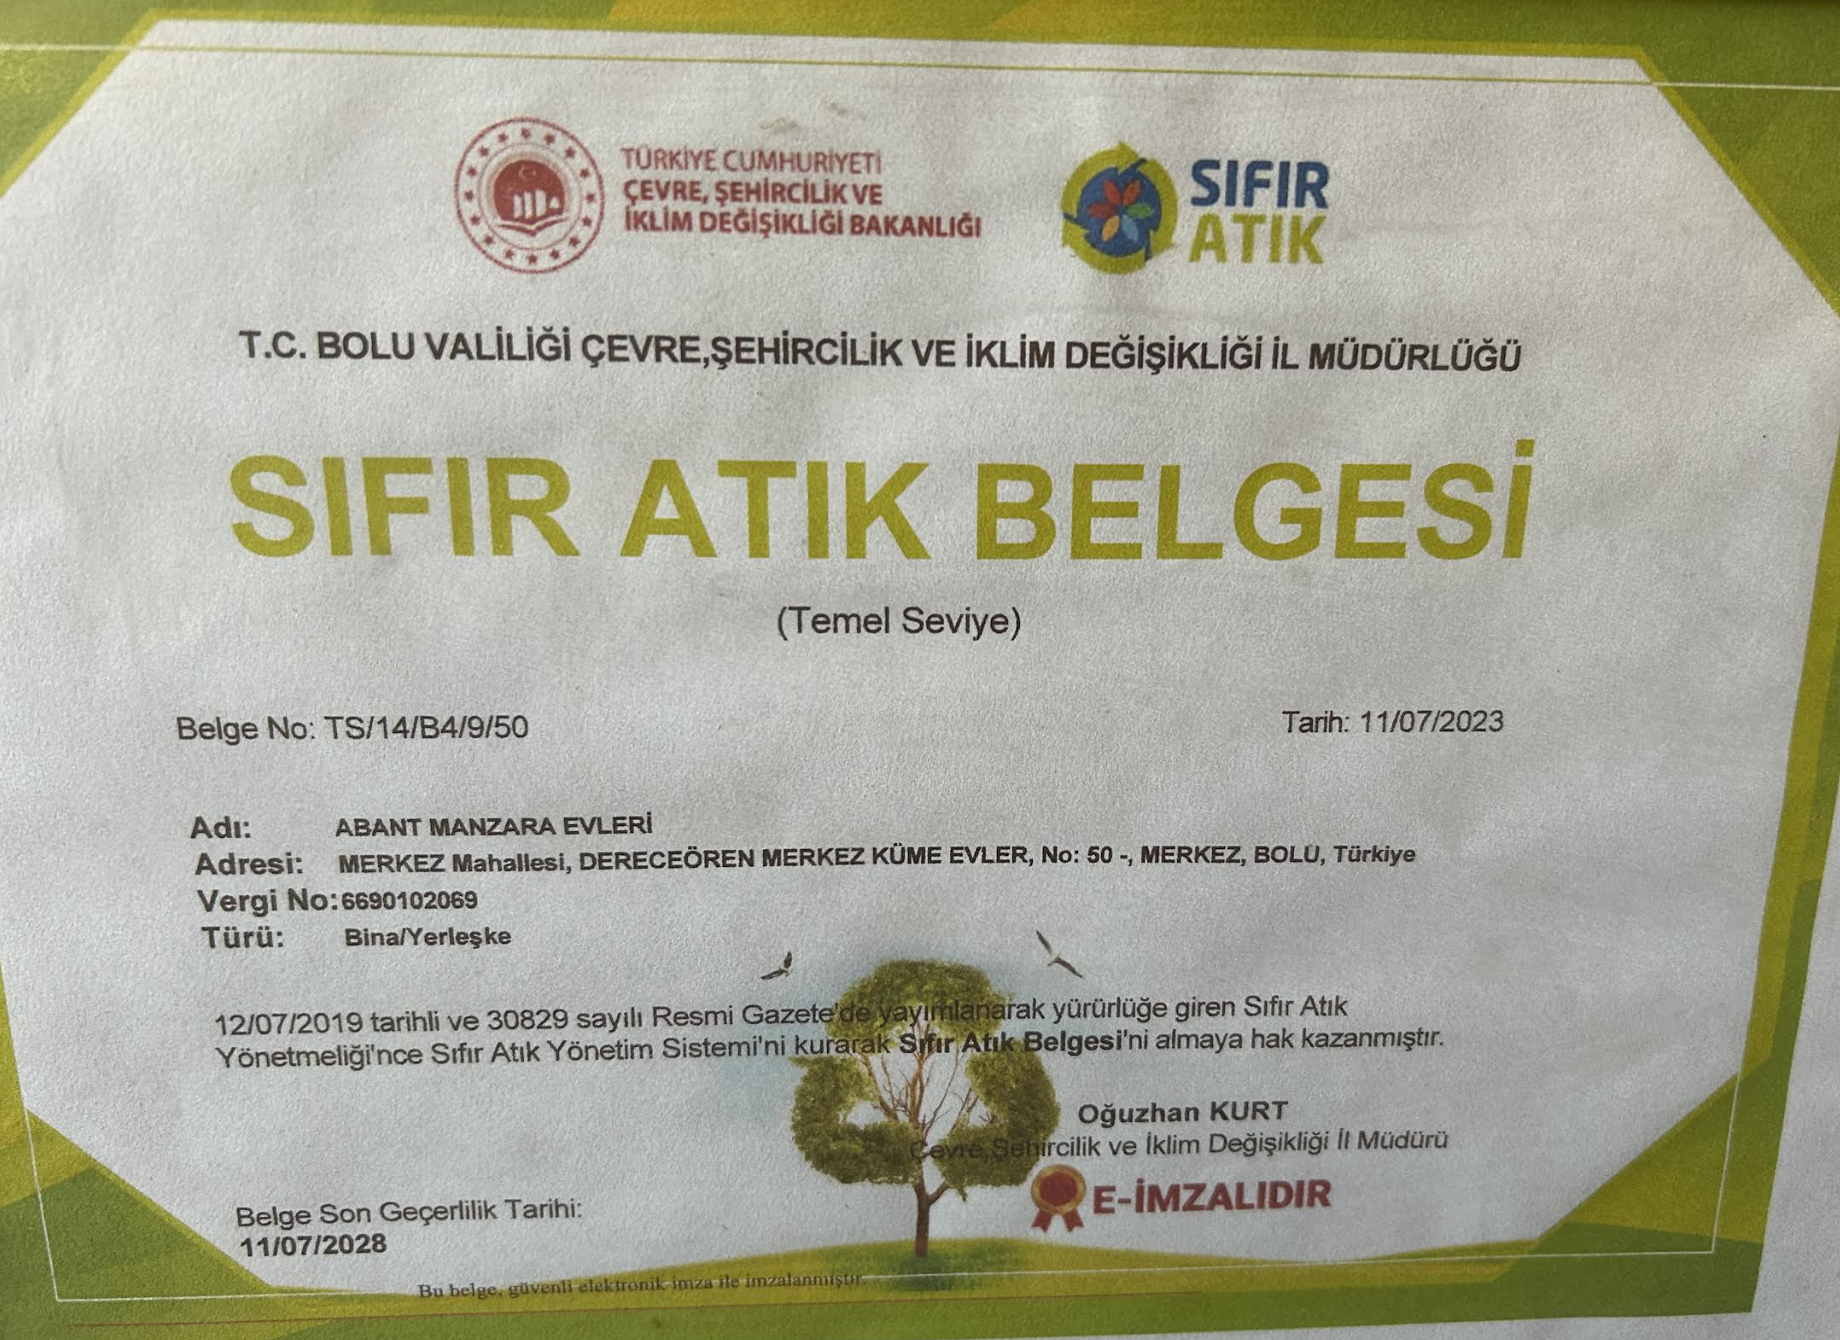 TÜRKİYE CUMHURİYETİ
ÇEVRE, ŞEHİRCİLİK VE
İKLİM DEĞİŞİKLİĞİ BAKANLIĞI
SIFIR
ATIK
T.C. BOLU VALİLİĞİ ÇEVRE,ŞEHİRCİLİK VE İKLİM DEĞİŞİKLİĞİ İL MÜDÜRLÜĞÜ
SIFIR ATIK BELGESİ
(Temel Seviye)
Belge No: TS/14/B4/9/50
Tarih: 11/07/2023
Adı: ABANT MANZARA EVLERİ
Adresi: MERKEZ Mahallesi, DERECEÖREN MERKEZ KÜME EVLER, No: 50 -, MERKEZ, BOLU, Türkiye
Vergi No: 6690102069
Türü: Bina/Yerleşke
12/07/2019 tarihli ve 30829 sayılı Resmi Gazete'de yayımlanarak yürürlüğe giren Sıfır Atık
Yönetmeliği'nce Sıfır Atık Yönetim Sistemi'ni kurarak Sıfır Atık Belgesi'ni almaya hak kazanmıştır.
Oğuzhan KURT
Çevre,Şehircilik ve İklim Değişikliği İl Müdürü
E-İMZALIDIR
Belge Son Geçerlilik Tarihi:
11/07/2028
Bu belge, güvenli elektronik imza ile imzalanmıştır.